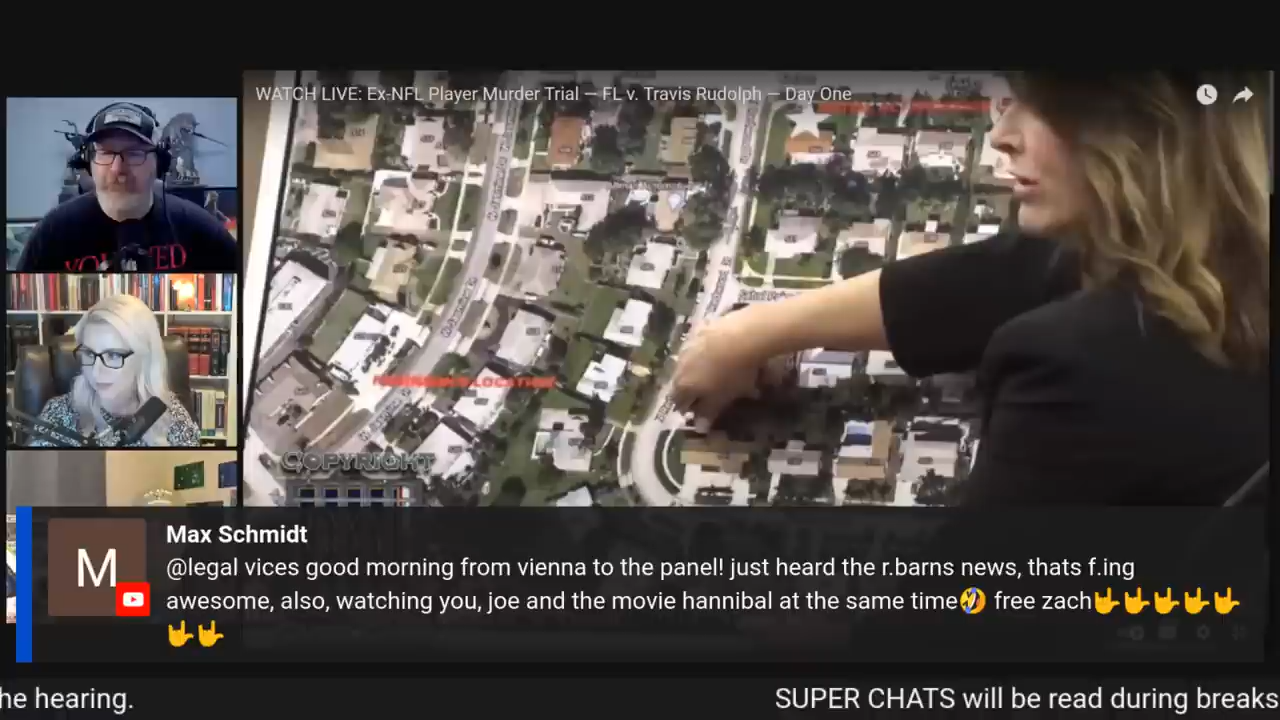 WATCH LIVE: Ex-NFL Player Murder Trial — FL v. Travis Rudolph — Day One
COPYRIGHT
M
Max Schmidt
@legal vices good morning from vienna to the panel! just heard the r.barns news, thats f.ing
awesome, also, watching you, joe and the movie hannibal at the same time🤣 free zach🤟🤟🤟🤟🤟
🤟🤟
he hearing.
SUPER CHATS will be read during breaks